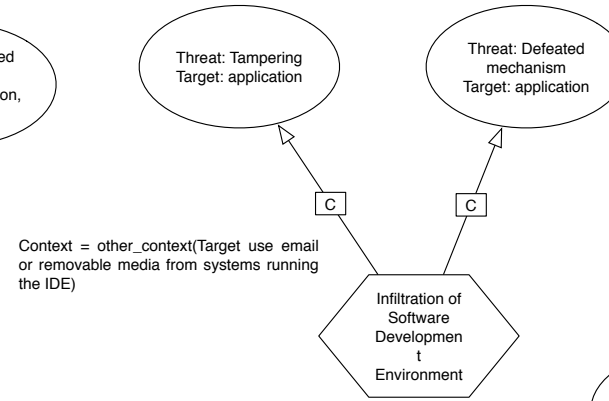 ed
on,
Threat: Tampering
Target: application
Threat: Defeated
mechanism
Target: application
C
C
Context = other_context(Target use email
or removable media from systems running
the IDE)
Infiltration of
Software
Developmen
t
Environment